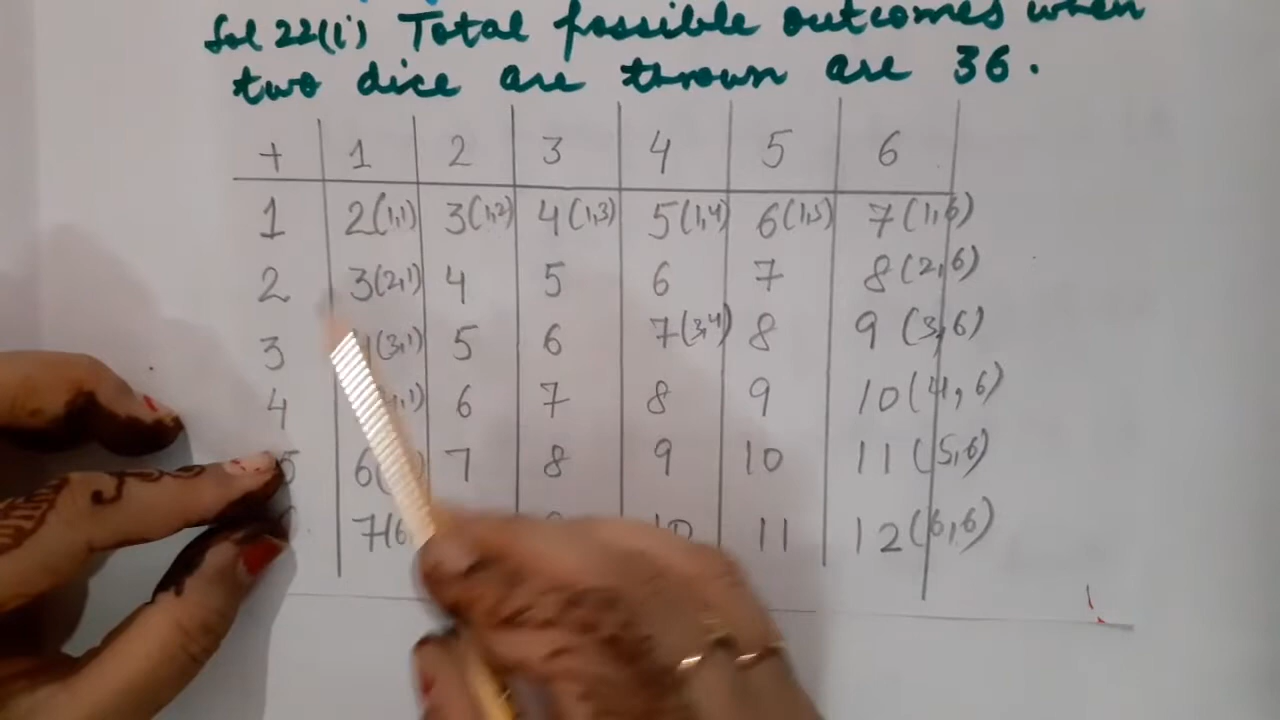 Sol 22(i) Total possible outcomes when
two dice are thrown are 36.
+ 1 2 3 4 5 6
1 2(1,1) 3(1,2) 4(1,3) 5(1,4) 6(1,5) 7(1,6)
2 3(2,1) 4 5 6 7 8(2,6)
3 (3,1) 5 6 7(3,4) 8 9 (3,6)
4 6 7 8 9 10(4,6)
5 6( 7 8 9 10 11(5,6)
7(6, 10 11 12(6,6)